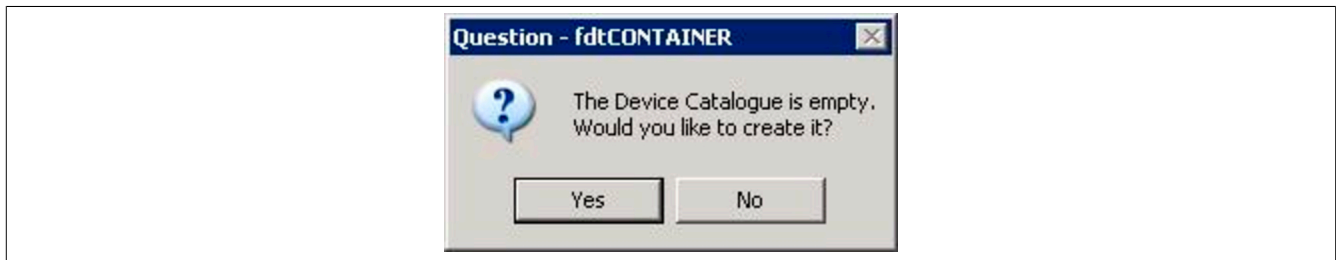 Question - fdtCONTAINER
The Device Catalogue is empty.
Would you like to create it?
Yes No